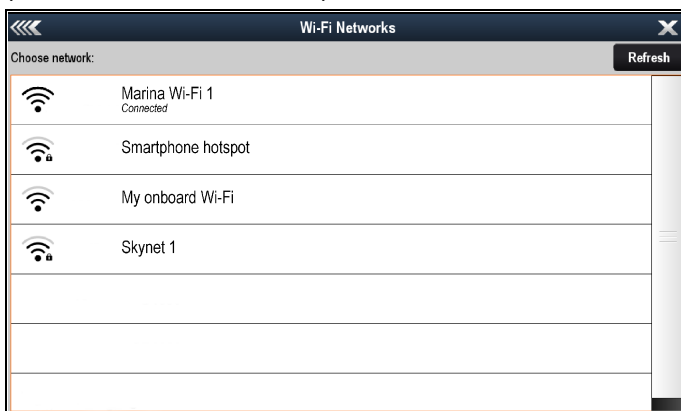 Wi-Fi Networks
Choose network:
Refresh
Marina Wi-Fi 1
Connected
Smartphone hotspot
My onboard Wi-Fi
Skynet 1